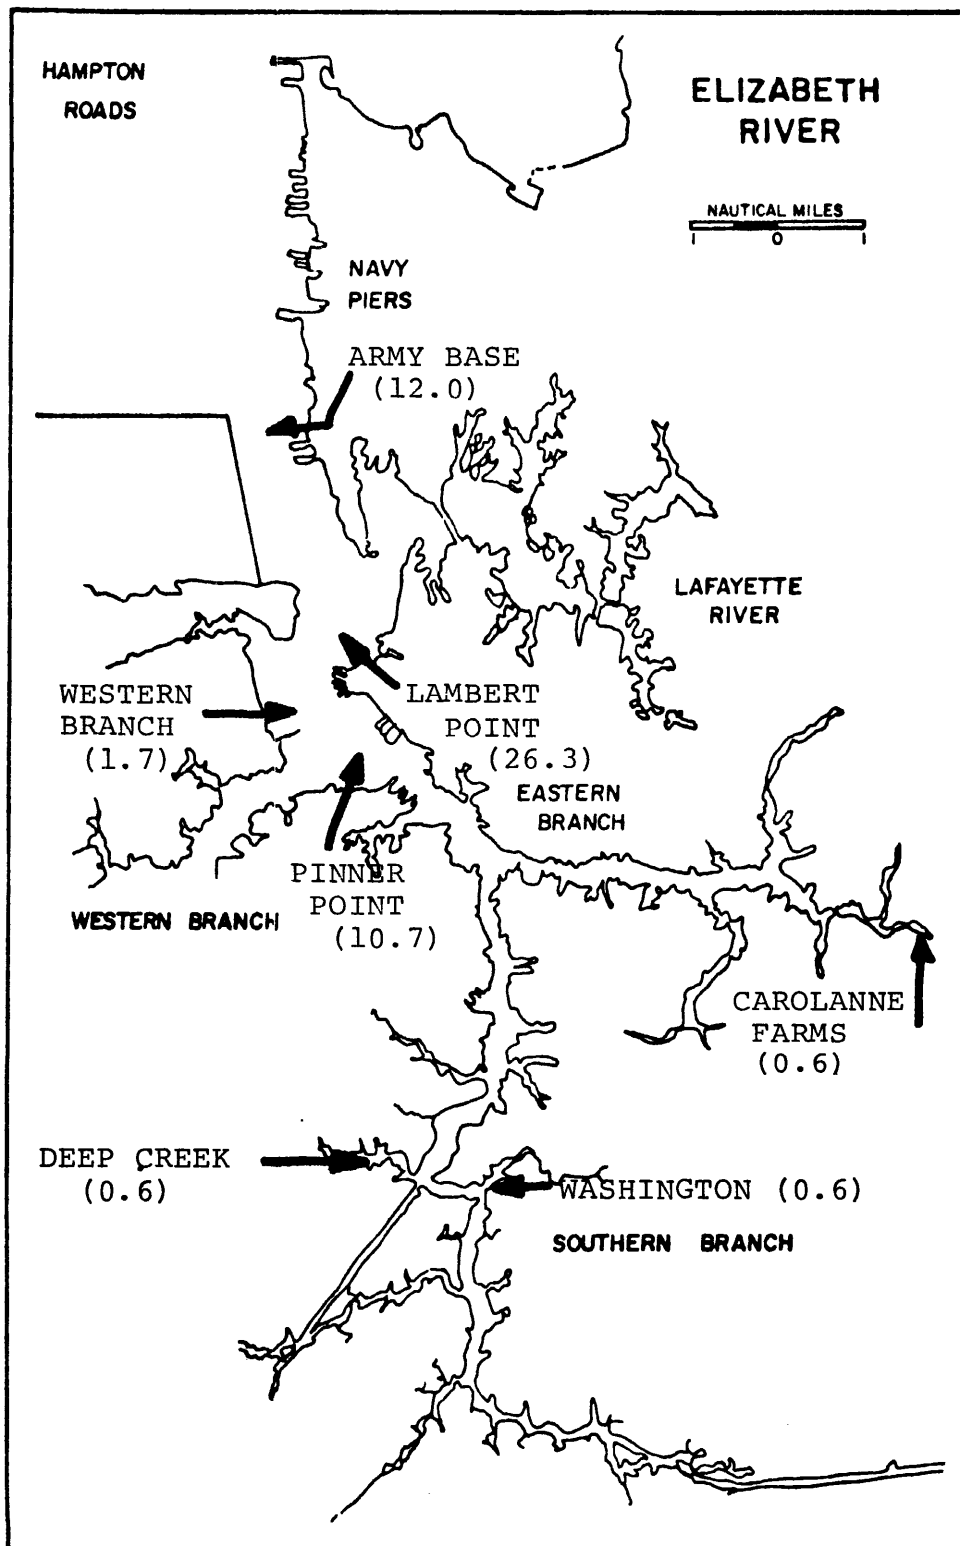 HAMPTON
ROADS
ELIZABETH
RIVER
NAUTICAL MILES
1 0 1
NAVY
PIERS
ARMY BASE
(12.0)
LAFAYETTE
RIVER
WESTERN
BRANCH
(1.7)
LAMBERT
POINT
(26.3)
EASTERN
BRANCH
PINNER
POINT
(10.7)
WESTERN BRANCH
CAROLANNE
FARMS
(0.6)
DEEP CREEK
(0.6)
WASHINGTON (0.6)
SOUTHERN BRANCH